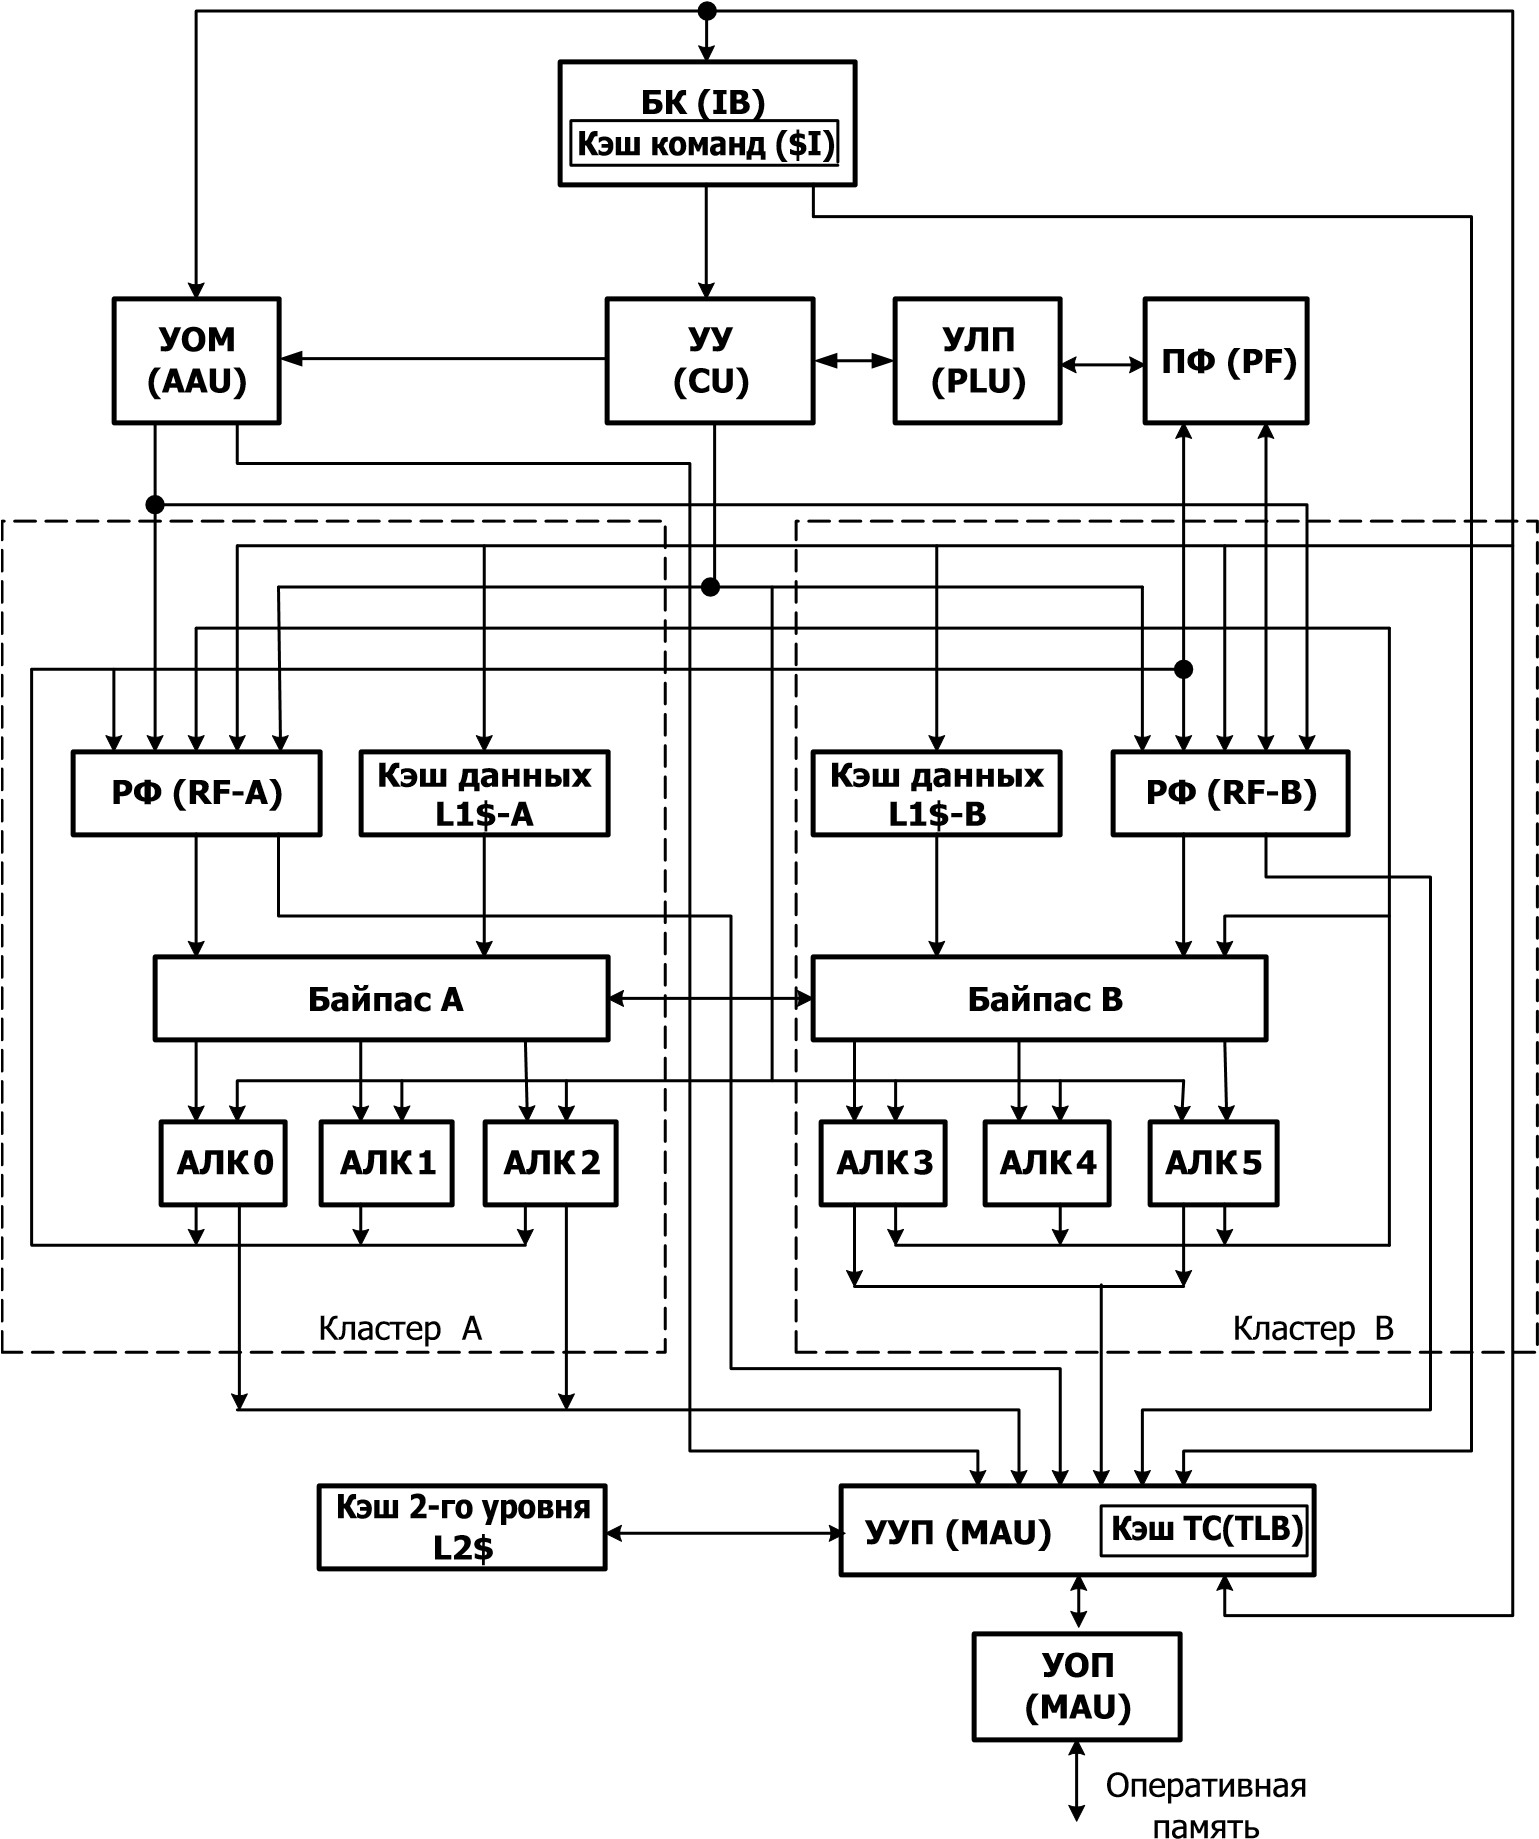 БК (IB)
Кэш команд ($I)
УОМ
(AAU)
УУ
(CU)
УЛП
(PLU)
ПФ (PF)
РФ (RF-A)
Кэш данных
L1$-A
Кэш данных
L1$-B
РФ (RF-B)
Байпас А
Байпас В
АЛК 0
АЛК 1
АЛК 2
АЛК 3
АЛК 4
АЛК 5
Кластер А
Кластер В
Кэш 2-го уровня
L2$
УУП (MAU)
Кэш ТС(TLB)
УОП
(MAU)
Оперативная
память